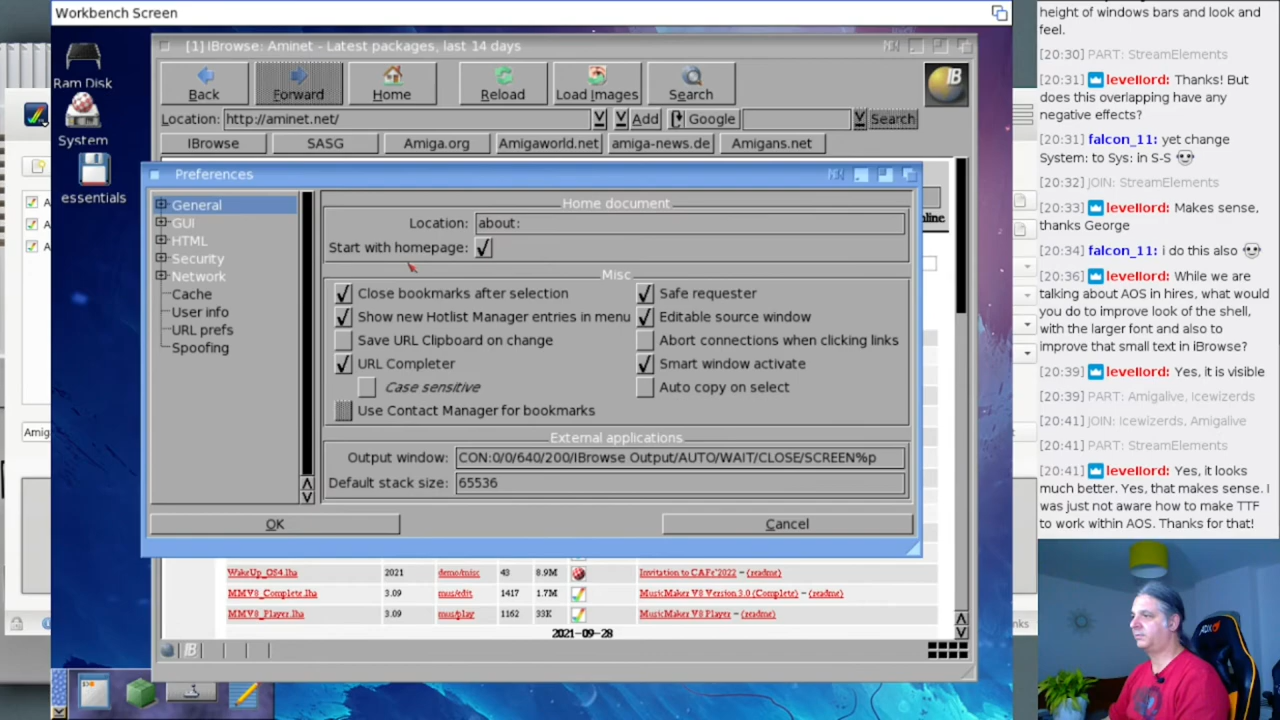 Workbench Screen
Ram Disk
System
essentials
[1] IBrowse: Aminet - Latest packages, last 14 days
Back
Forward
Home
Reload
Load Images
Search
Location: http://aminet.net/
Add
Google
Search
IBrowse
SASG
Amiga.org
Amigaworld.net
amiga-news.de
Amigans.net
Preferences
General
GUI
HTML
Security
Network
Cache
User info
URL prefs
Spoofing
Home document
Location: about:
Start with homepage:
Misc
Close bookmarks after selection
Safe requester
Show new Hotlist Manager entries in menu
Editable source window
Save URL Clipboard on change
Abort connections when clicking links
URL Completer
Smart window activate
Case sensitive
Auto copy on select
Use Contact Manager for bookmarks
External applications
Output window: CON:0/0/640/200/IBrowse Output/AUTO/WAIT/CLOSE/SCREEN%p
Default stack size: 65536
OK
Cancel
WakeUp_OS4.lha 2021 demo/misc 43 8.9M Invitation to CAFe'2022 - (readme)
MMV8_Complete.lha 3.09 mus/edit 1417 1.7M MusicMaker V8 Version 3.0 (Complete) - (readme)
MMV8_Player.lha 3.09 mus/play 1162 33K MusicMaker V8 Player - (readme)
2021-09-28
height of windows bars and look and
feel.
[20:30] PART: StreamElements
[20:31] levellord: Thanks! But
does this overlapping have any
negative effects?
[20:31] falcon_11: yet change
System: to Sys: in S-S
[20:32] JOIN: StreamElements
[20:33] levellord: Makes sense,
thanks George
[20:34] falcon_11: i do this also
[20:36] levellord: While we are
talking about AOS in hires, what would
you do to improve look of the shell,
with the larger font and also to
improve that small text in iBrowse?
[20:39] levellord: Yes, it is visible
[20:39] PART: Amigalive, Icewizerds
[20:41] JOIN: Icewizerds, Amigalive
[20:41] PART: StreamElements
[20:41] levellord: Yes, it looks
much better. Yes, that makes sense. I
was just not aware how to make TTF
to work within AOS. Thanks for that!